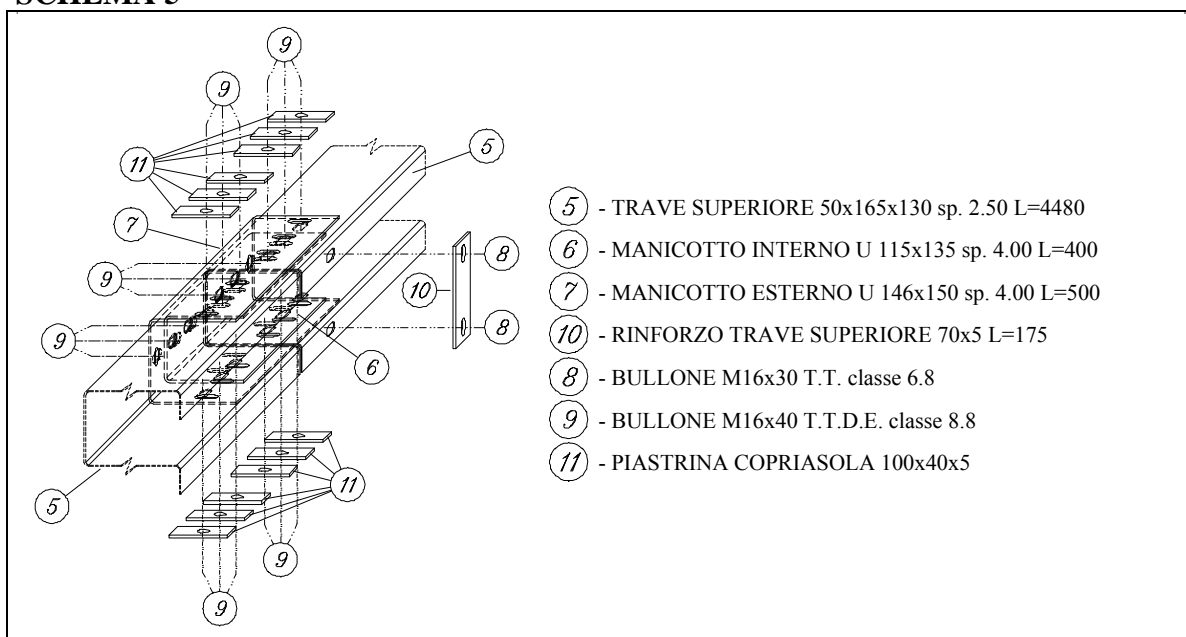 SCHEMA 5
9
9
11
5
7
9
8
10
9
8
6
11
5
9
9
5 - TRAVE SUPERIORE 50x165x130 sp. 2.50 L=4480
6 - MANICOTTO INTERNO U 115x135 sp. 4.00 L=400
7 - MANICOTTO ESTERNO U 146x150 sp. 4.00 L=500
10 - RINFORZO TRAVE SUPERIORE 70x5 L=175
8 - BULLONE M16x30 T.T. classe 6.8
9 - BULLONE M16x40 T.T.D.E. classe 8.8
11 - PIASTRINA COPRIASOLA 100x40x5